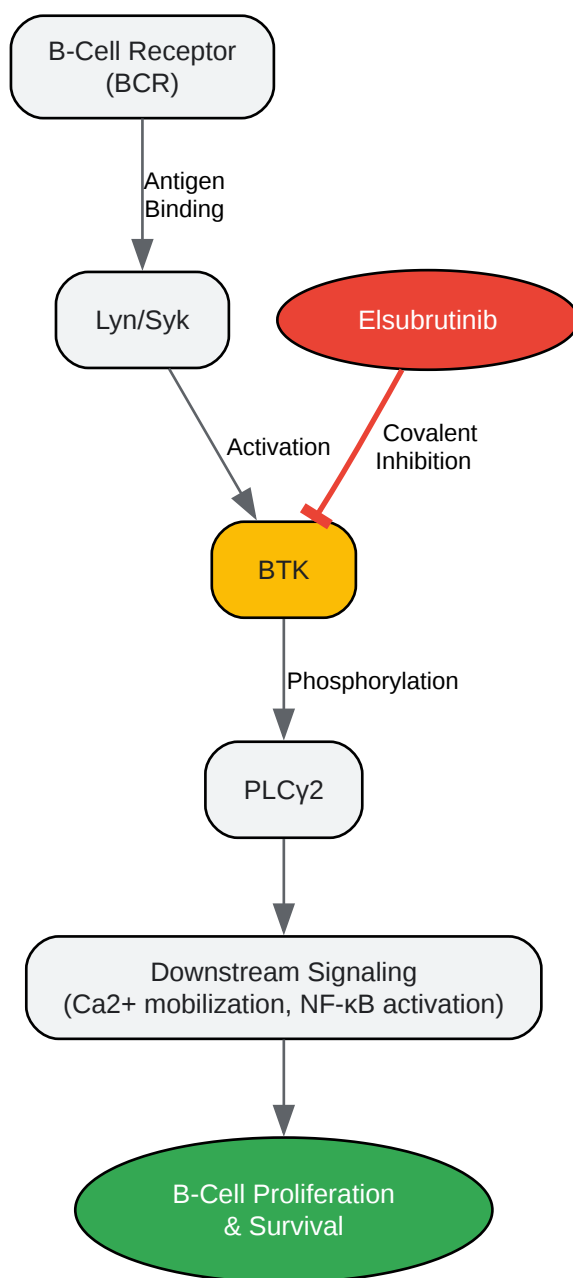 B-Cell Receptor
(BCR)
Antigen
Binding
Lyn/Syk
Elsubrutinib
Activation
Covalent
Inhibition
BTK
Phosphorylation
PLCγ2
Downstream Signaling
(Ca2+ mobilization, NF-κB activation)
B-Cell Proliferation
& Survival